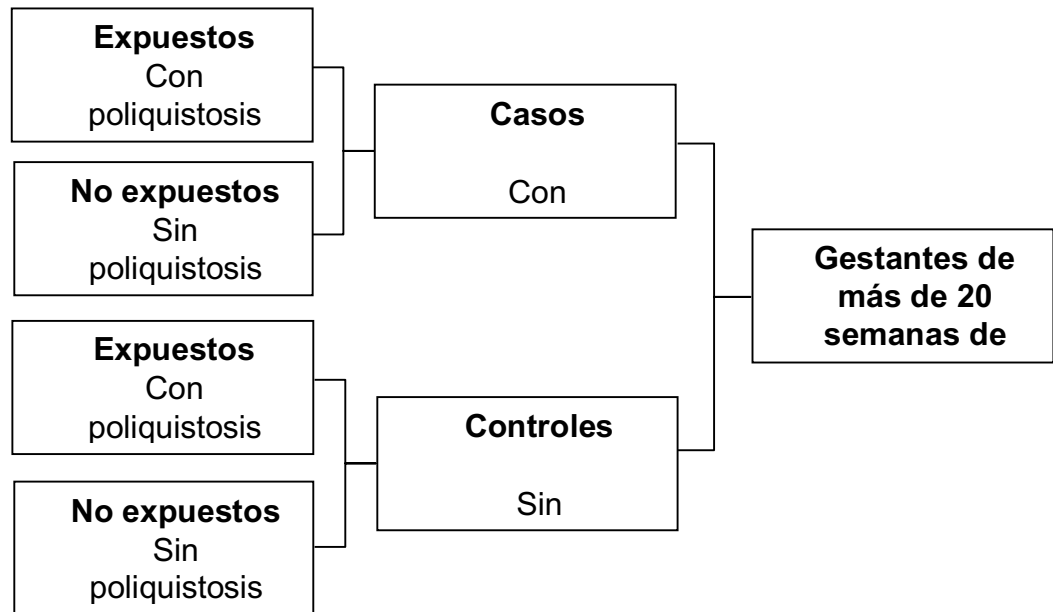 Expuestos
Con
poliquistosis
No expuestos
Sin
poliquistosis
Expuestos
Con
poliquistosis
No expuestos
Sin
poliquistosis
Casos
Con
Controles
Sin
Gestantes de
más de 20
semanas de